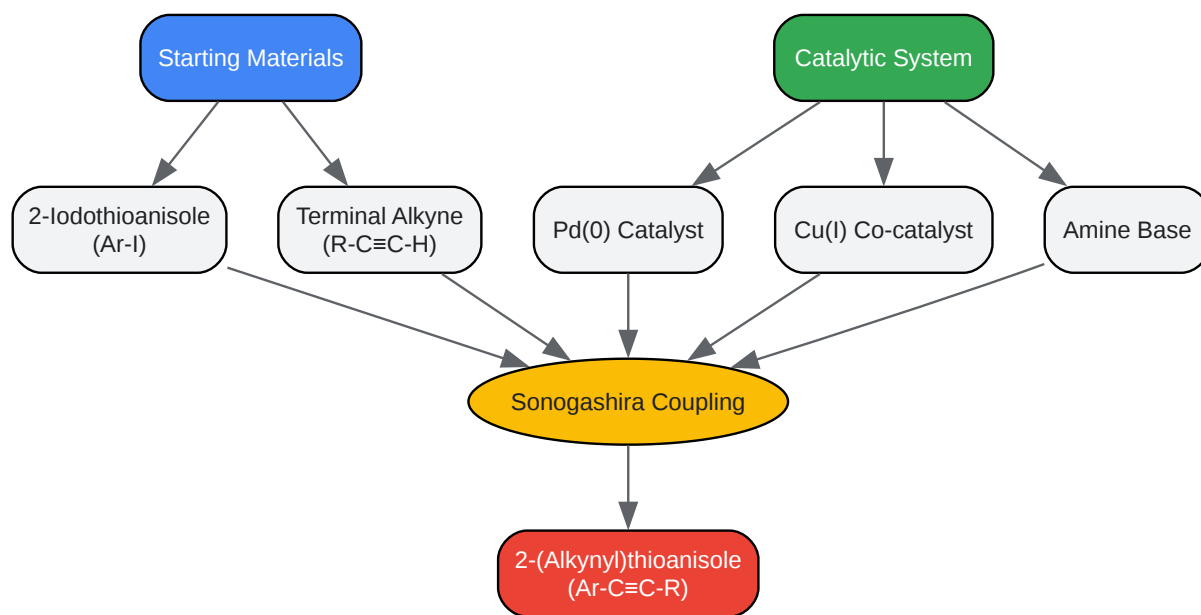 Starting Materials
Catalytic System
2-Iodothioanisole
(Ar-I)
Terminal Alkyne
(R-C≡C-H)
Pd(0) Catalyst
Cu(I) Co-catalyst
Amine Base
Sonogashira Coupling
2-(Alkynyl)thioanisole
(Ar-C≡C-R)